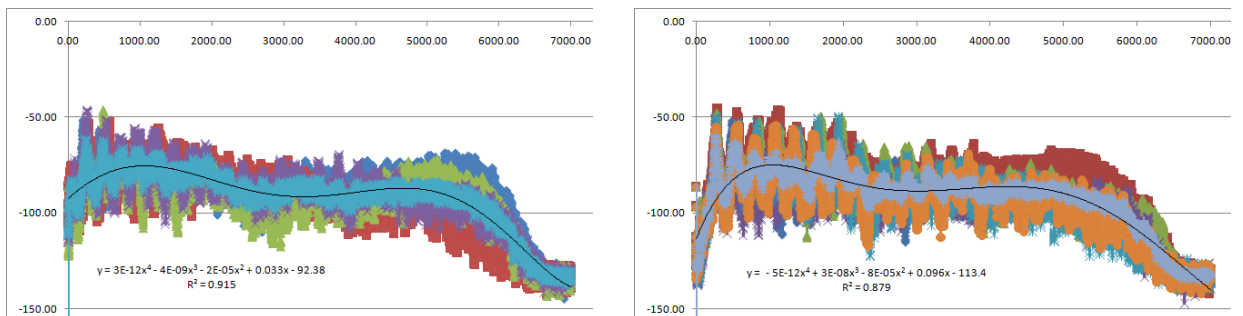 0.00
0.00 1000.00 2000.00 3000.00 4000.00 5000.00 6000.00 7000.00
-50.00
-100.00
y = 3E-12x⁴ - 4E-09x³ - 2E-05x² + 0.033x - 92.38
R² = 0.915
-150.00
0.00
0.00 1000.00 2000.00 3000.00 4000.00 5000.00 6000.00 7000.00
-50.00
-100.00
y = - 5E-12x⁴ + 3E-08x³ - 8E-05x² + 0.096x - 113.4
R² = 0.879
-150.00